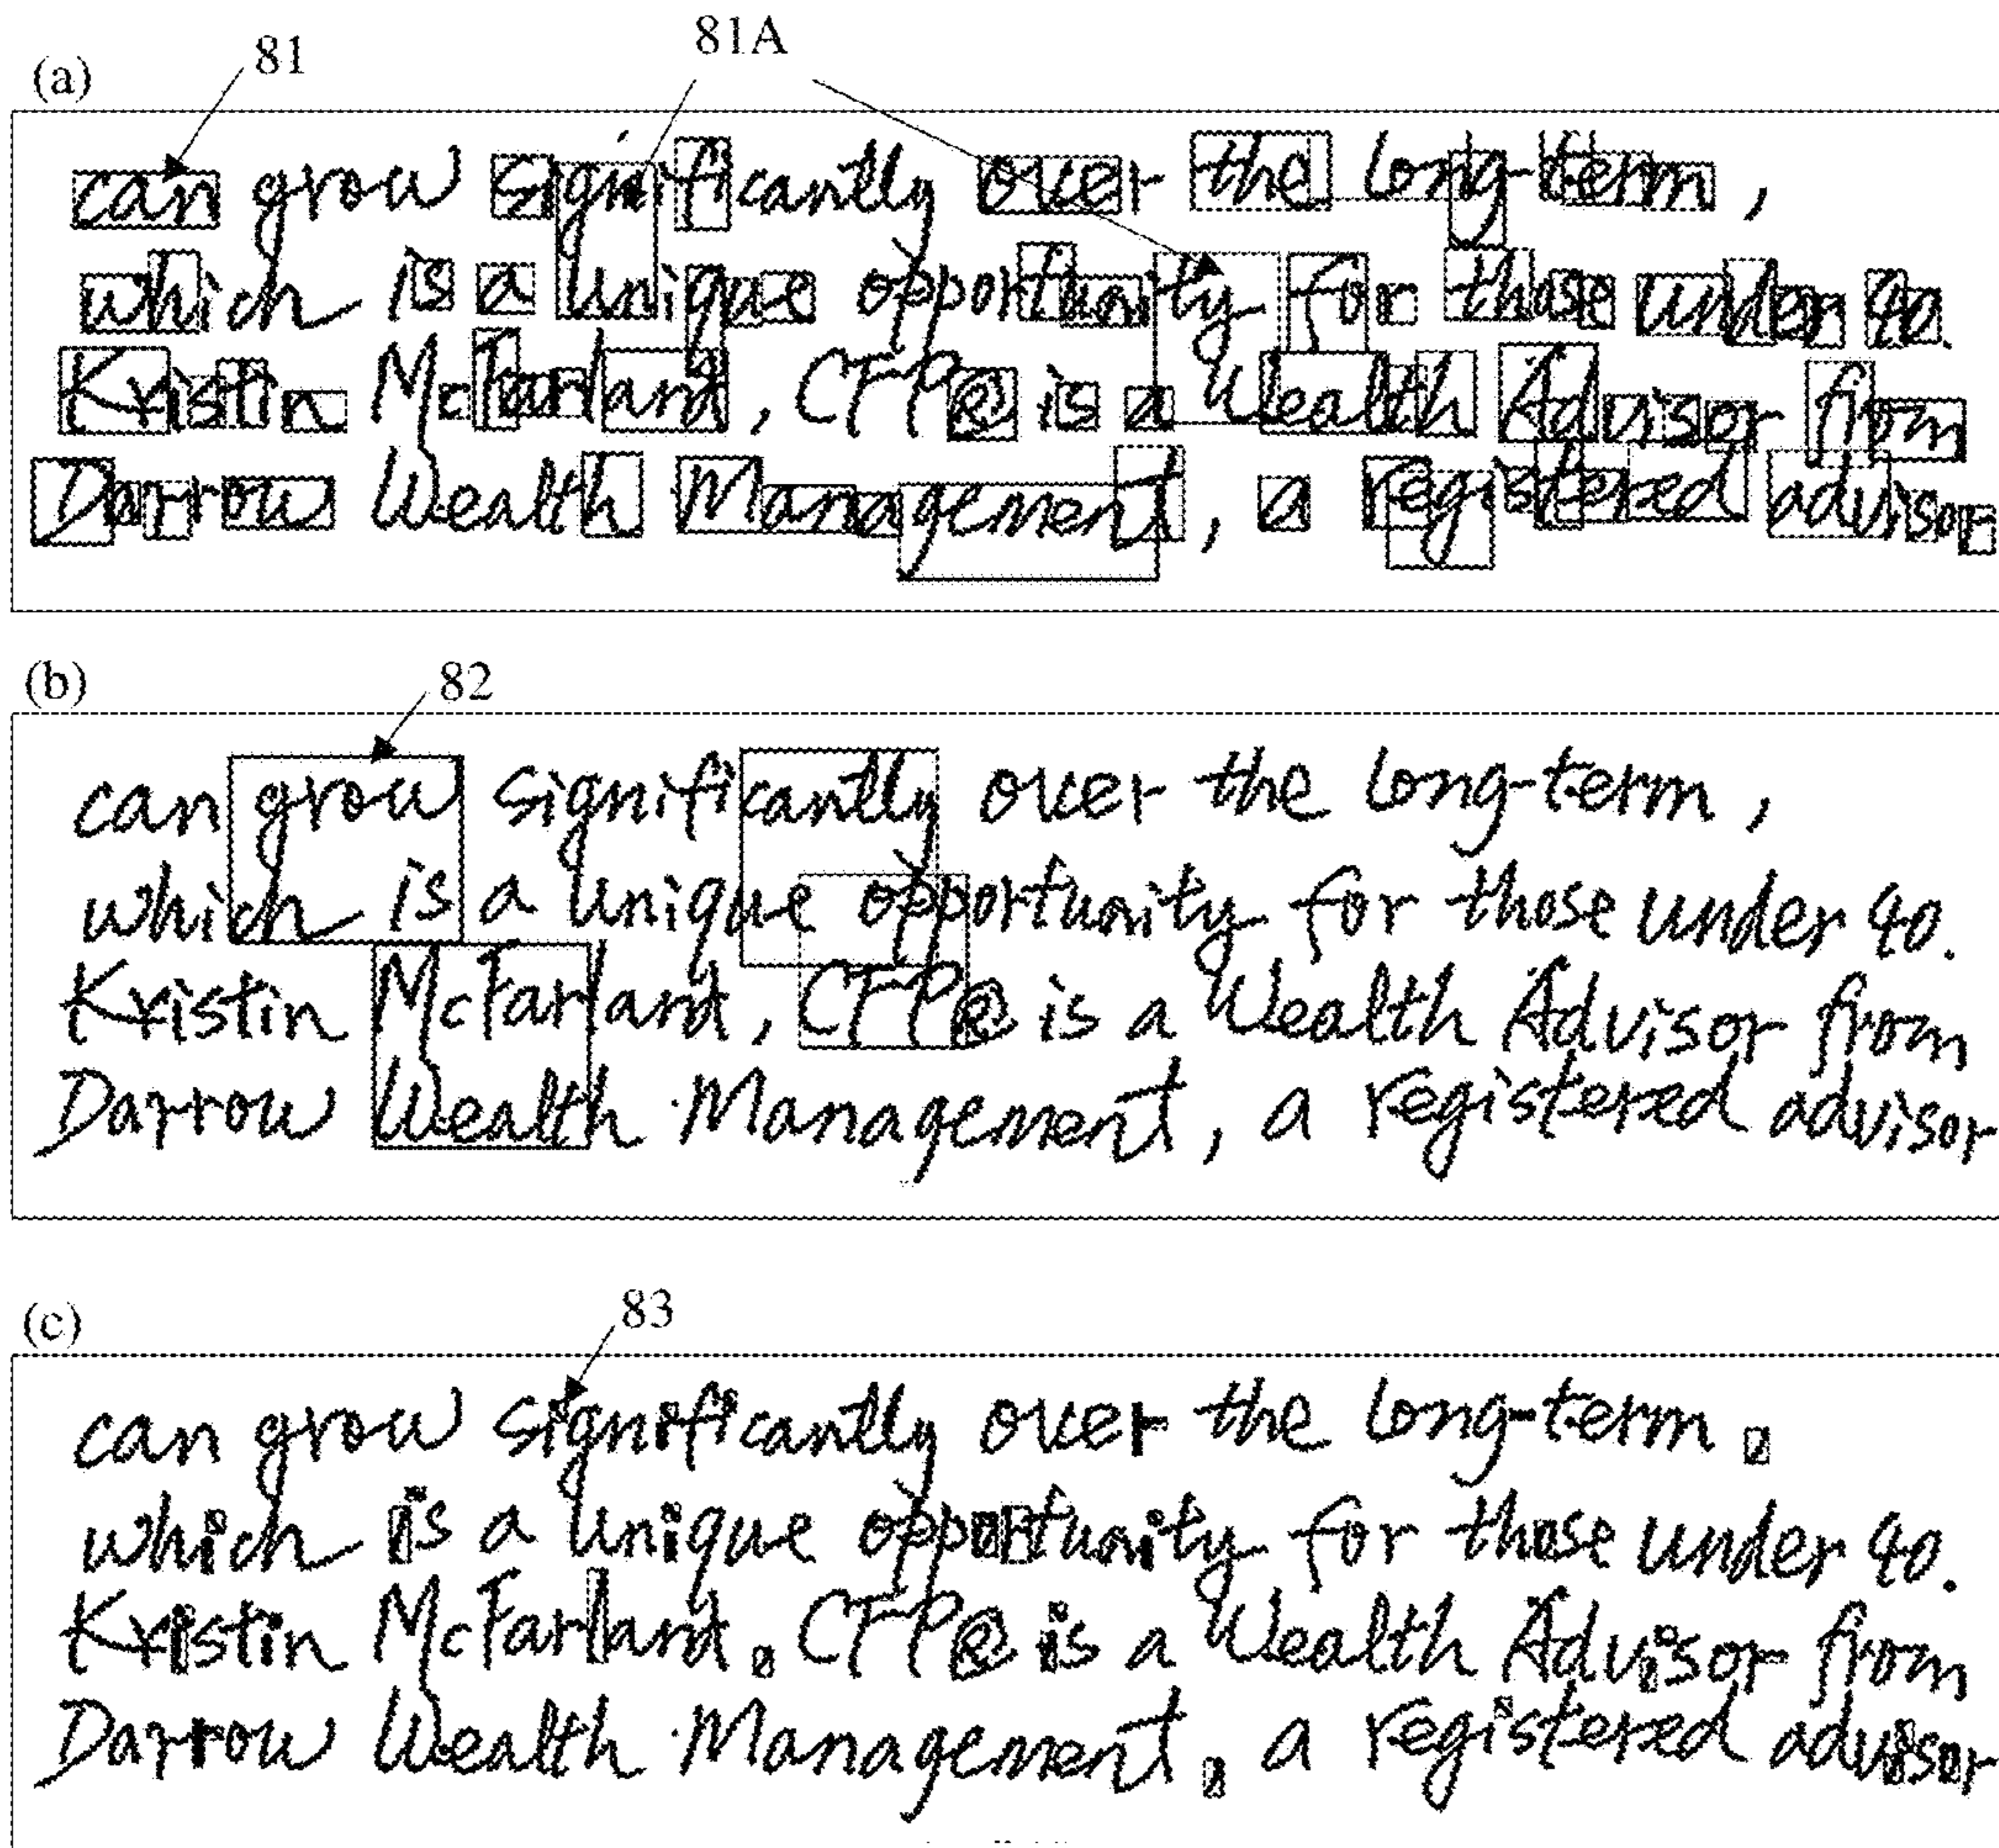 81
81A
(a)
can grow significantly over the long-term,
which is a unique opportunity for those under 40.
Kristin McFarland, CFP® is a Wealth Advisor from
Darrow Wealth Management, a registered advisor
(b)
82
can grow significantly over the long-term,
which is a unique opportunity for those under 40.
Kristin McFarland, CFP® is a Wealth Advisor from
Darrow Wealth Management, a registered advisor
(c)
83
can grow significantly over the long-term,
which is a unique opportunity for those under 40.
Kristin McFarland, CFP® is a Wealth Advisor from
Darrow Wealth Management, a registered advisor